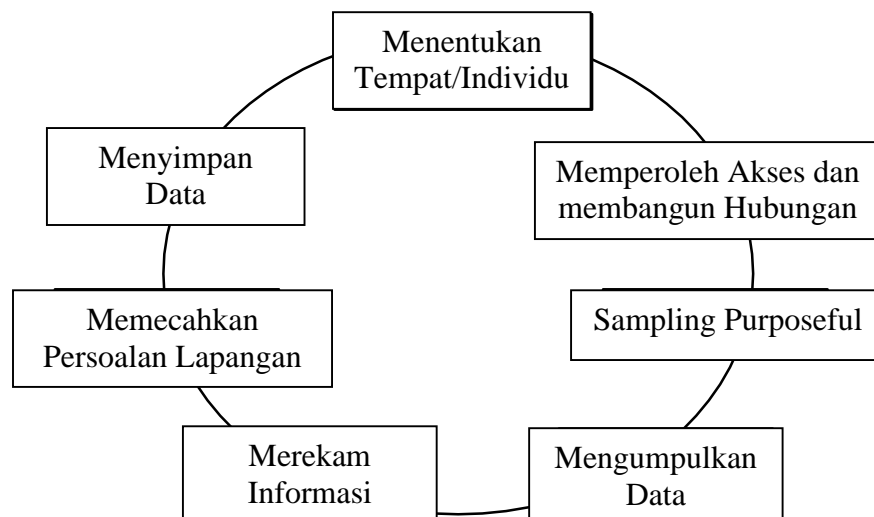 Menentukan
Tempat/Individu
Memperoleh Akses dan
membangun Hubungan
Sampling Purposeful
Mengumpulkan
Data
Merekam
Informasi
Memecahkan
Persoalan Lapangan
Menyimpan
Data